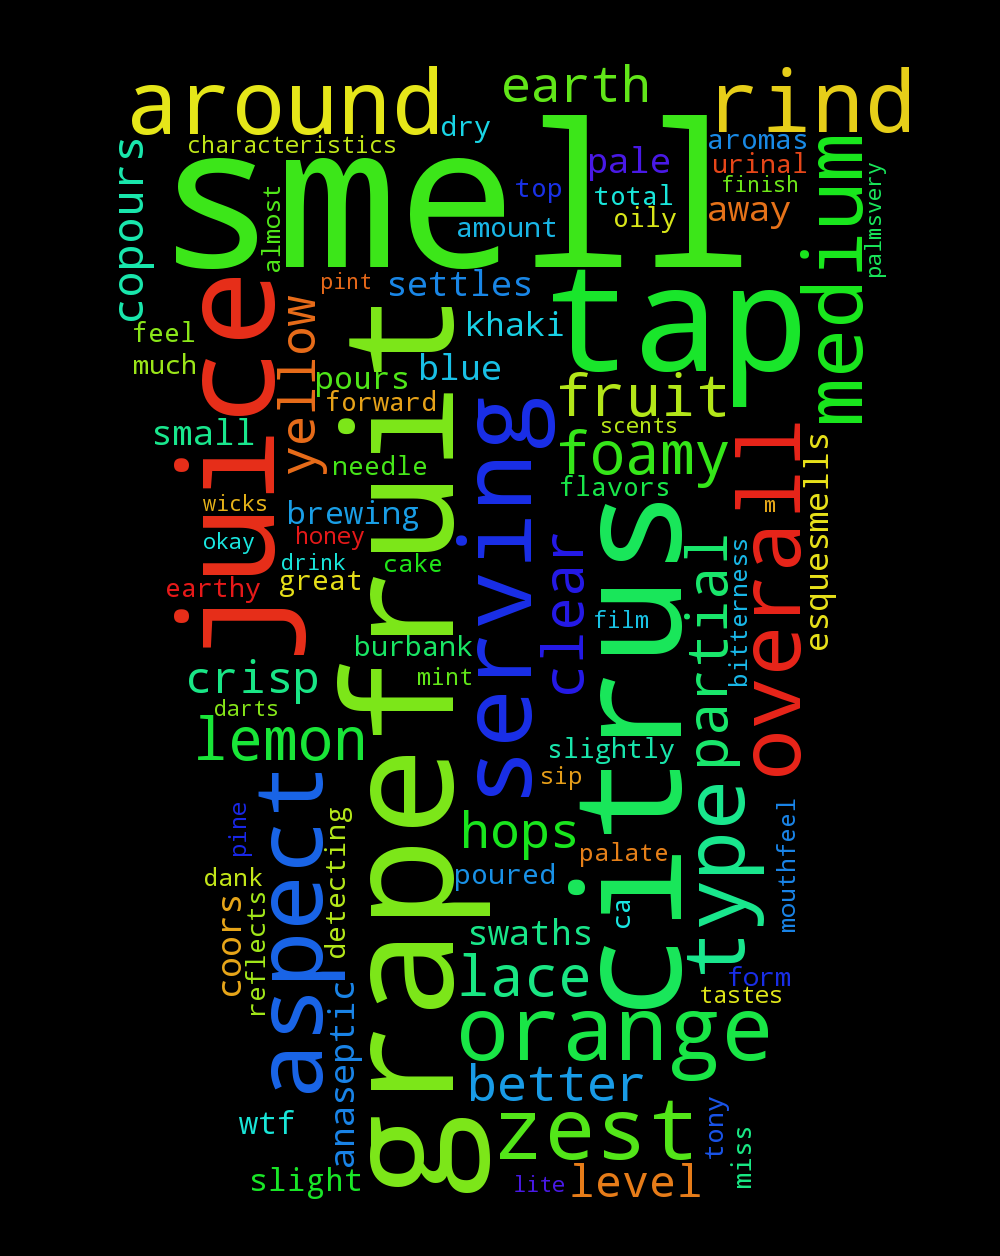 around
earth
rind
dry
characteristics
smell
aromas
pale
urinal
top
total
finish
oily
away
amount
copours
almost
medium
palmsvery
juice
pint
settles
tap
yellow
khaki
feel
much
pours
blue
forward
fruit
scents
small
needle
serving
foamy
flavors
overall
esquesmells
wicks
brewing
m
okay
honey
drink
cake
earthy
great
clear
citrus
film
partial
bitterness
grapefruit
burbank
crisp
mint
darts
lemon
slightly
sip
aspect
pine
detecting
hops
type
mouthfeel
palate
dank
poured
coors
reflects
ca
swaths
lace
form
tastes
anaseptic
orange
better
wtf
zest
tony
miss
slight
lite
level